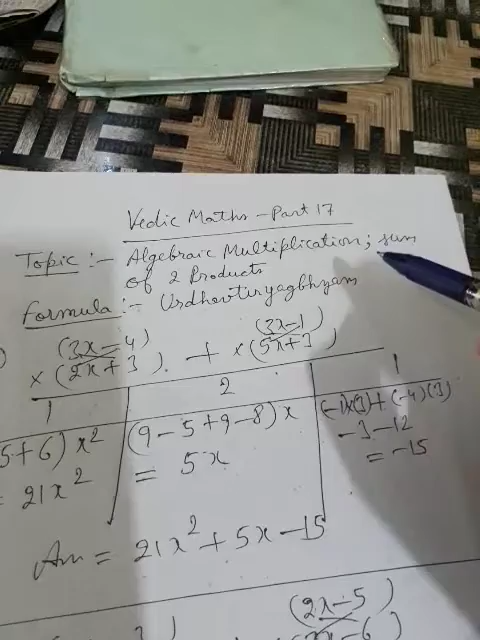 Vedic Maths - Part 17
Topic :- Algebraic Multiplication; sum
of 2 Products
Formula :- Urdhavtiryagbhyam
(3x-4) (3x-1)
× (2x+3) . + × (5x+3)
1 2 1
5+6) x² (9-5+9-8) x (-1)×(3)+(-4)(3)
= 21x² = 5x -3-12
= -15
Ans = 21x² + 5x - 15
(2x-5)